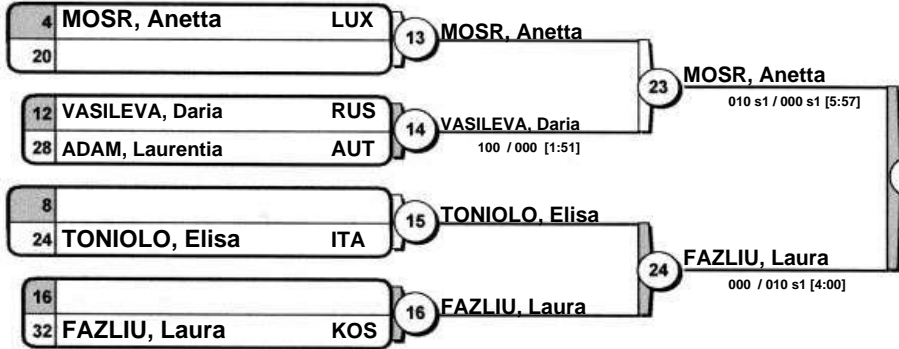 4 MOSR, Anetta LUX
20
13 MOSR, Anetta
12 VASILEVA, Daria RUS
28 ADAM, Laurentia AUT
14 VASILEVA, Daria
100 / 000 [1:51]
23 MOSR, Anetta
010 s1 / 000 s1 [5:57]
8
24 TONIOLO, Elisa ITA
15 TONIOLO, Elisa
16
32 FAZLIU, Laura KOS
16 FAZLIU, Laura
24 FAZLIU, Laura
000 / 010 s1 [4:00]